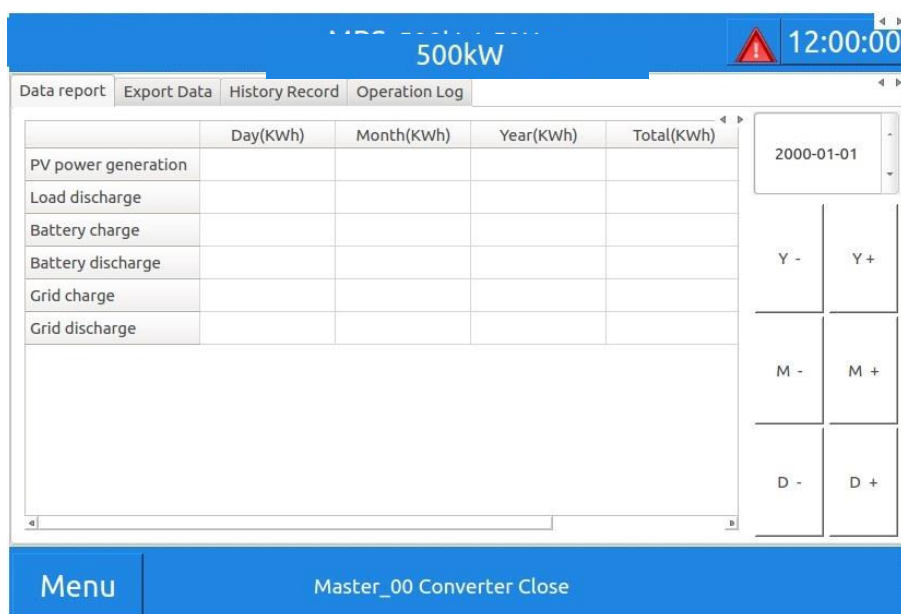 500kW
12:00:00
Data report Export Data History Record Operation Log
Day(KWh) Month(KWh) Year(KWh) Total(KWh)
PV power generation
Load discharge
Battery charge
Battery discharge
Grid charge
Grid discharge
2000-01-01
Y - Y +
M - M +
D - D +
Menu
Master_00 Converter Close